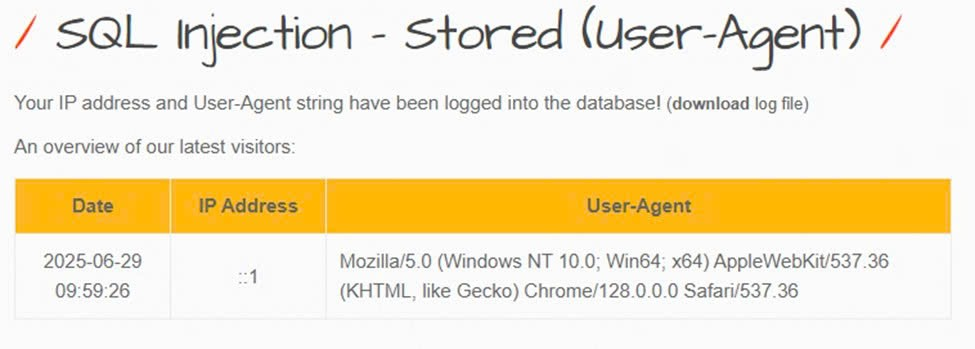 / SQL Injection - Stored (User-Agent) /
Your IP address and User-Agent string have been logged into the database! (download log file)
An overview of our latest visitors:
Date IP Address User-Agent
2025-06-29
09:59:26
::1
Mozilla/5.0 (Windows NT 10.0; Win64; x64) AppleWebKit/537.36
(KHTML, like Gecko) Chrome/128.0.0.0 Safari/537.36